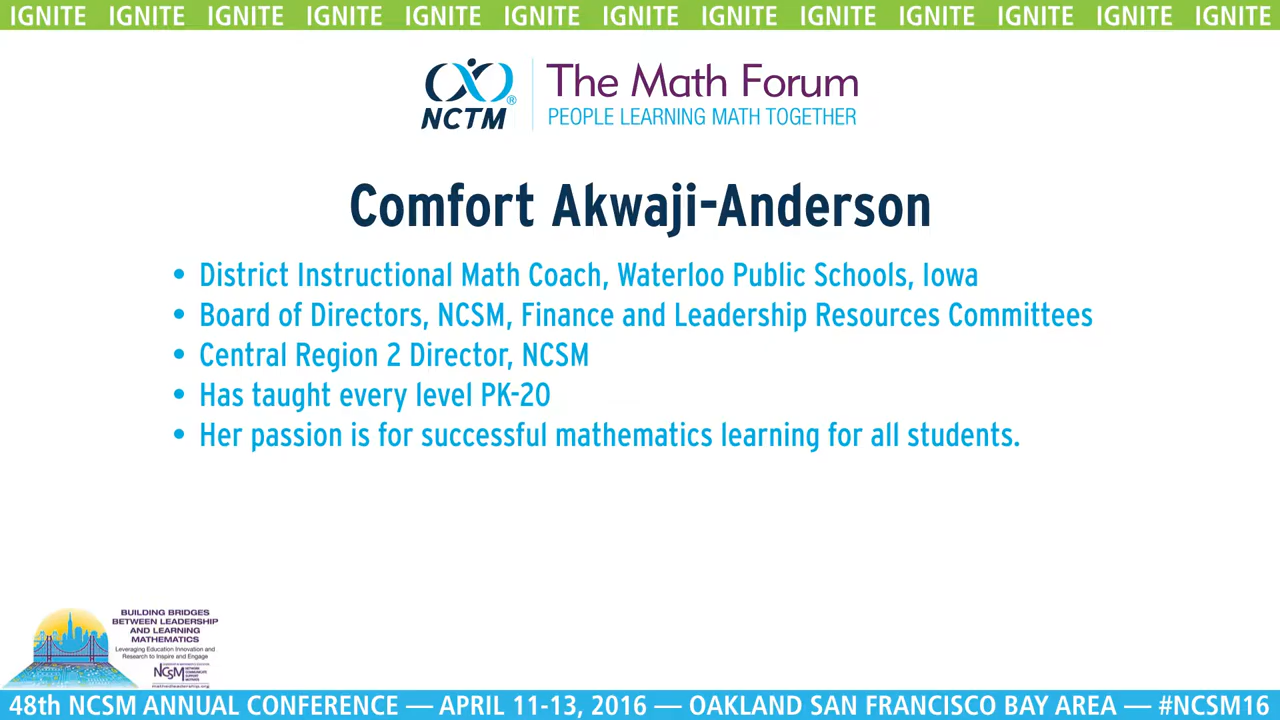 IGNITE IGNITE IGNITE IGNITE IGNITE IGNITE IGNITE IGNITE IGNITE IGNITE IGNITE IGNITE IGNITE
NCTM®
The Math Forum
PEOPLE LEARNING MATH TOGETHER
Comfort Akwaji-Anderson
• District Instructional Math Coach, Waterloo Public Schools, Iowa
• Board of Directors, NCSM, Finance and Leadership Resources Committees
• Central Region 2 Director, NCSM
• Has taught every level PK-20
• Her passion is for successful mathematics learning for all students.
BUILDING BRIDGES
BETWEEN LEADERSHIP
AND LEARNING
MATHEMATICS
Leveraging Education Innovation and
Research to Inspire and Engage
NCSM
mathedleadership.org
48th NCSM ANNUAL CONFERENCE — APRIL 11-13, 2016 — OAKLAND SAN FRANCISCO BAY AREA — #NCSM16